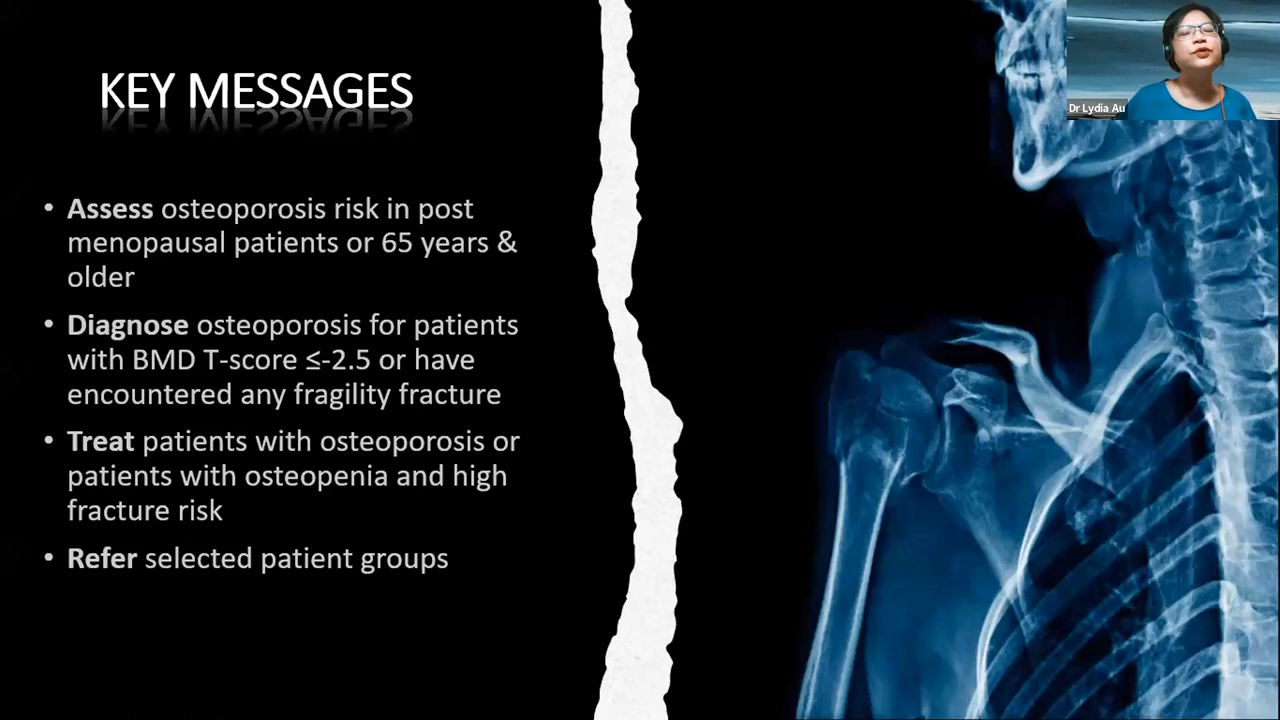 KEY MESSAGES
Dr Lydia Au
• Assess osteoporosis risk in post
menopausal patients or 65 years &
older
• Diagnose osteoporosis for patients
with BMD T-score ≤-2.5 or have
encountered any fragility fracture
• Treat patients with osteoporosis or
patients with osteopenia and high
fracture risk
• Refer selected patient groups